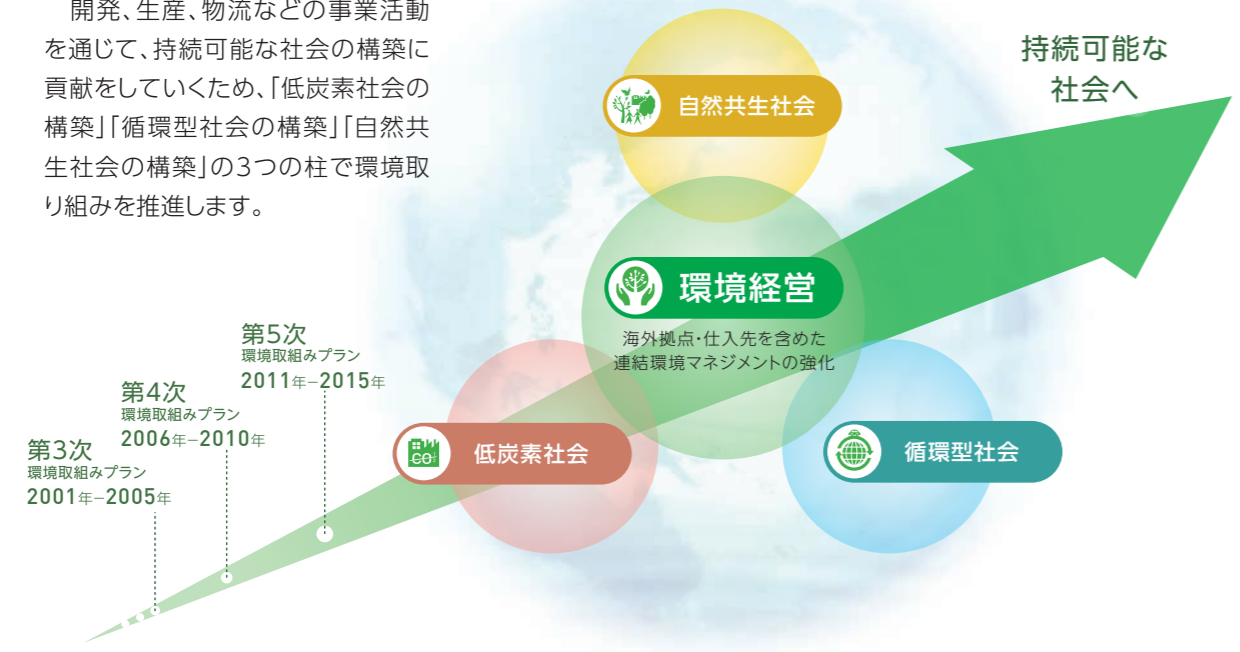 開発、生産、物流などの事業活動
を通じて、持続可能な社会の構築に
貢献をしていくため、「低炭素社会の
構築」「循環型社会の構築」「自然共
生社会の構築」の3つの柱で環境取
り組みを推進します。
持続可能な
社会へ
自然共生社会
環境経営
海外拠点・仕入先を含めた
連結環境マネジメントの強化
低炭素社会
循環型社会
第5次
環境取組みプラン
2011年−2015年
第4次
環境取組みプラン
2006年−2010年
第3次
環境取組みプラン
2001年−2005年